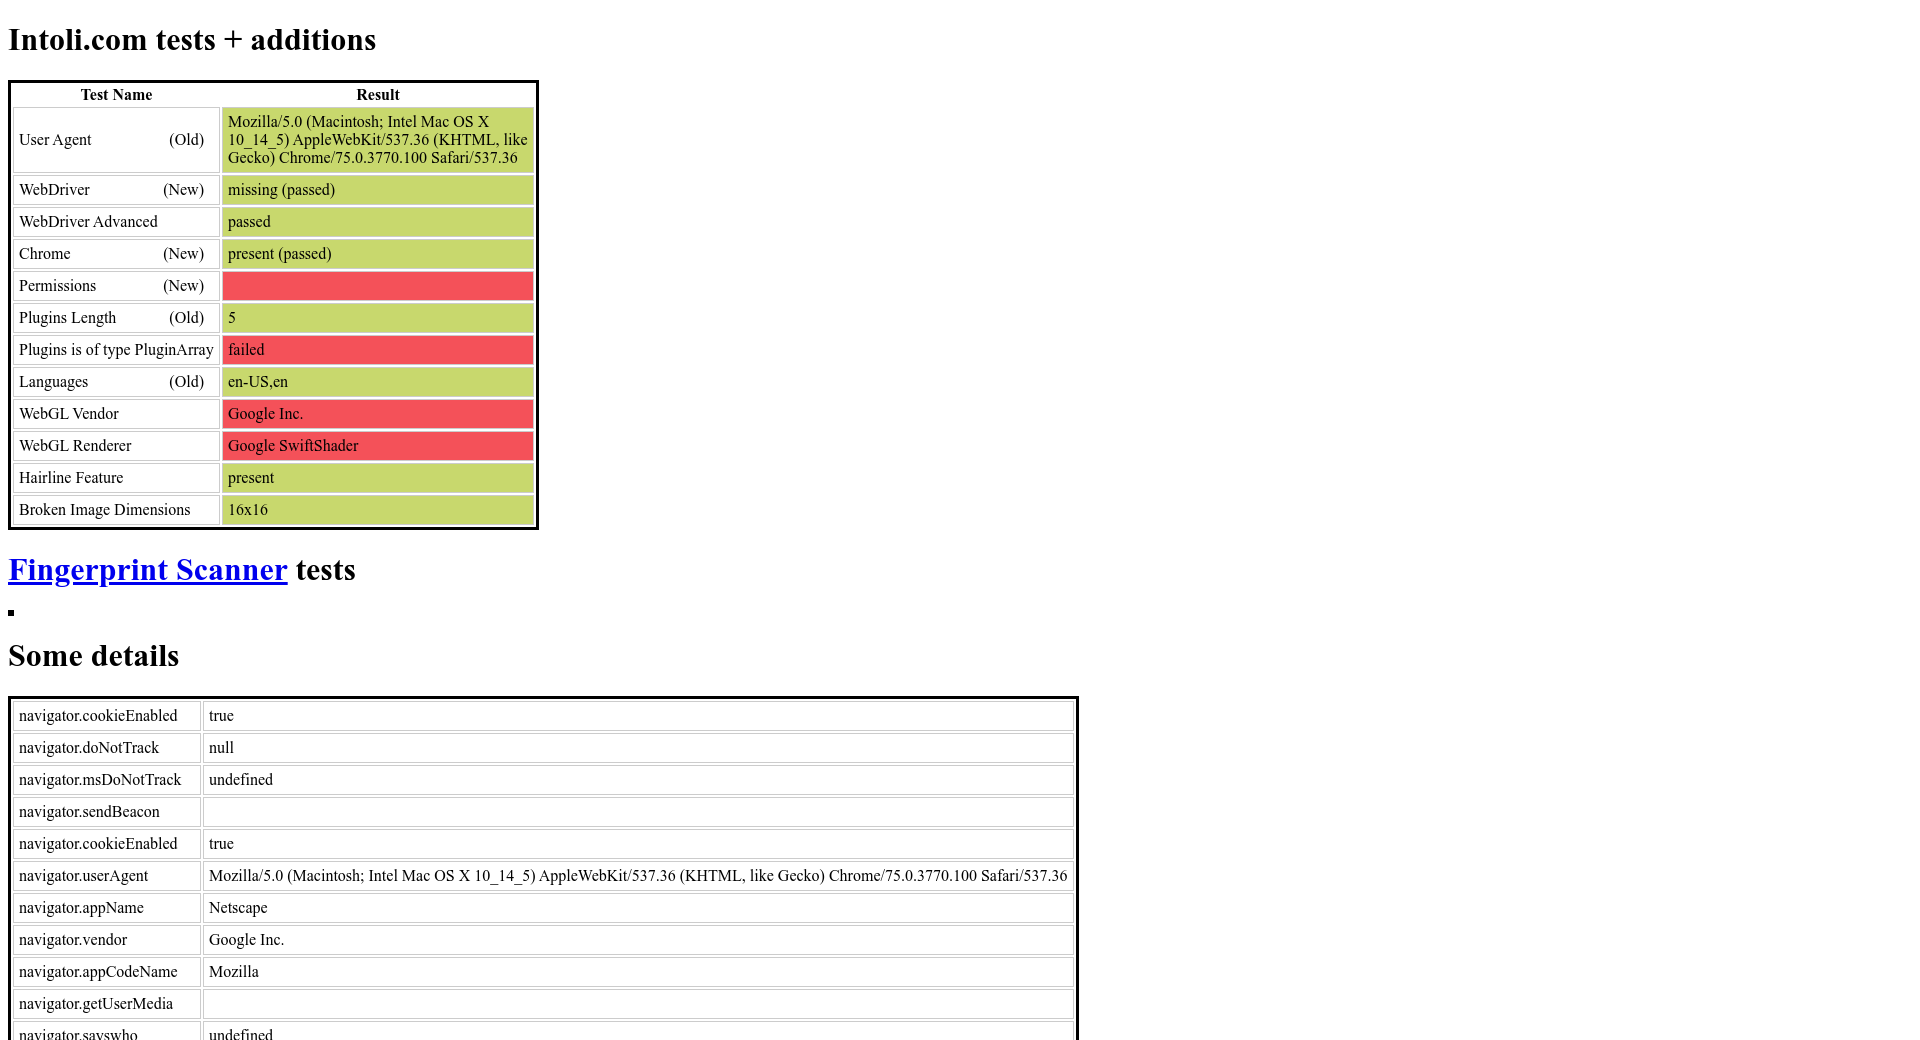 Intoli.com tests + additions
Test Name Result
User Agent (Old) Mozilla/5.0 (Macintosh; Intel Mac OS X
10_14_5) AppleWebKit/537.36 (KHTML, like
Gecko) Chrome/75.0.3770.100 Safari/537.36
WebDriver (New) missing (passed)
WebDriver Advanced passed
Chrome (New) present (passed)
Permissions (New)
Plugins Length (Old) 5
Plugins is of type PluginArray failed
Languages (Old) en-US,en
WebGL Vendor Google Inc.
WebGL Renderer Google SwiftShader
Hairline Feature present
Broken Image Dimensions 16x16
Fingerprint Scanner tests
Some details
navigator.cookieEnabled true
navigator.doNotTrack null
navigator.msDoNotTrack undefined
navigator.sendBeacon
navigator.cookieEnabled true
navigator.userAgent Mozilla/5.0 (Macintosh; Intel Mac OS X 10_14_5) AppleWebKit/537.36 (KHTML, like Gecko) Chrome/75.0.3770.100 Safari/537.36
navigator.appName Netscape
navigator.vendor Google Inc.
navigator.appCodeName Mozilla
navigator.getUserMedia
navigator.sayswho undefined